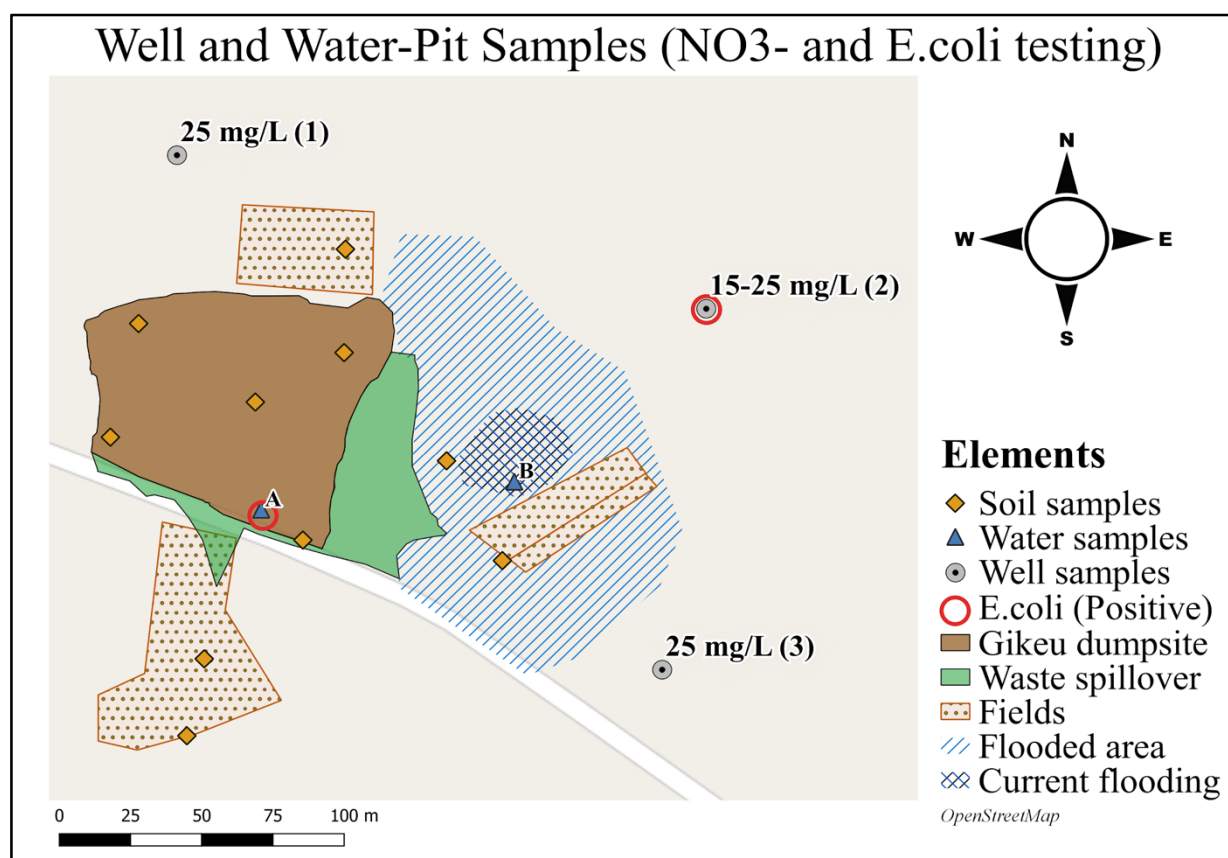 Well and Water-Pit Samples (NO3- and E.coli testing)
25 mg/L (1)
N
W
E
S
15-25 mg/L (2)
B
A
25 mg/L (3)
Elements
Soil samples
Water samples
Well samples
E.coli (Positive)
Gikeu dumpsite
Waste spillover
Fields
Flooded area
Current flooding
OpenStreetMap
0 25 50 75 100 m